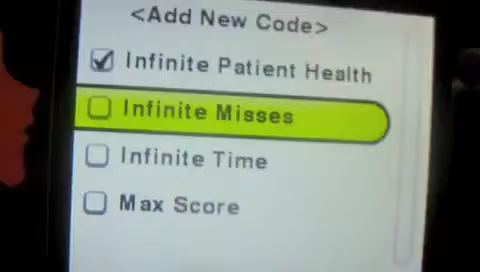 <Add New Code>
Infinite Patient Health
Infinite Misses
Infinite Time
Max Score